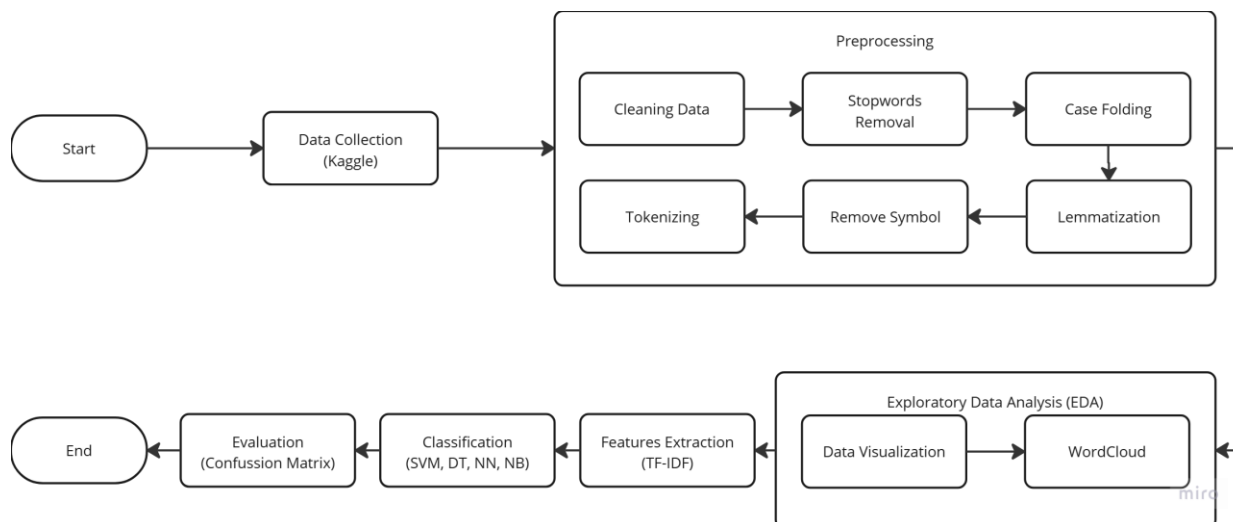 Preprocessing
Start
Data Collection
(Kaggle)
Cleaning Data
Stopwords
Removal
Case Folding
Tokenizing
Remove Symbol
Lemmatization
Exploratory Data Analysis (EDA)
End
Evaluation
(Confussion Matrix)
Classification
(SVM, DT, NN, NB)
Features Extraction
(TF-IDF)
Data Visualization
WordCloud
miro